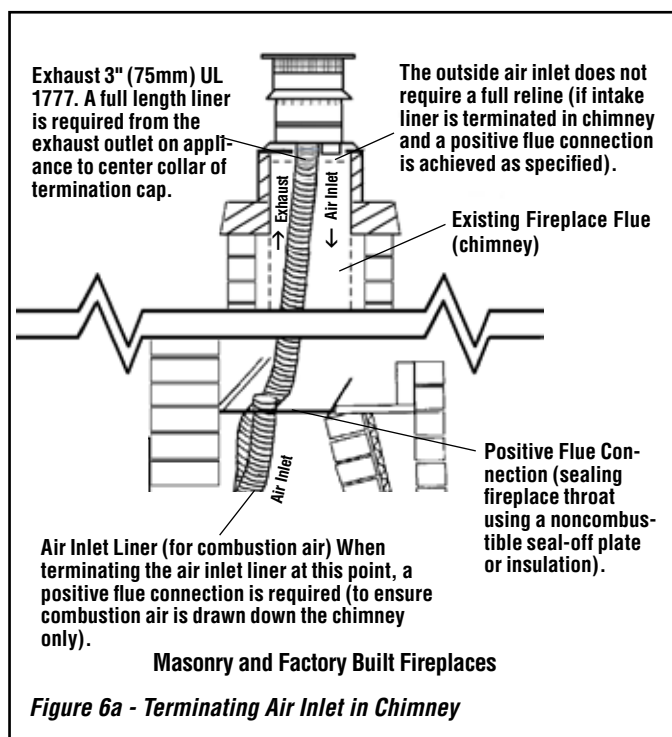 Exhaust 3" (75mm) UL
1777. A full length liner
is required from the
exhaust outlet on appli-
ance to center collar of
termination cap.
The outside air inlet does not
require a full reline (if intake
liner is terminated in chimney
and a positive flue connection
is achieved as specified).
Exhaust
Air Inlet
Existing Fireplace Flue
(chimney)
Air Inlet
Positive Flue Con-
nection (sealing
fireplace throat
using a noncombus-
tible seal-off plate
or insulation).
Air Inlet Liner (for combustion air) When
terminating the air inlet liner at this point, a
positive flue connection is required (to ensure
combustion air is drawn down the chimney
only).
Masonry and Factory Built Fireplaces
Figure 6a - Terminating Air Inlet in Chimney